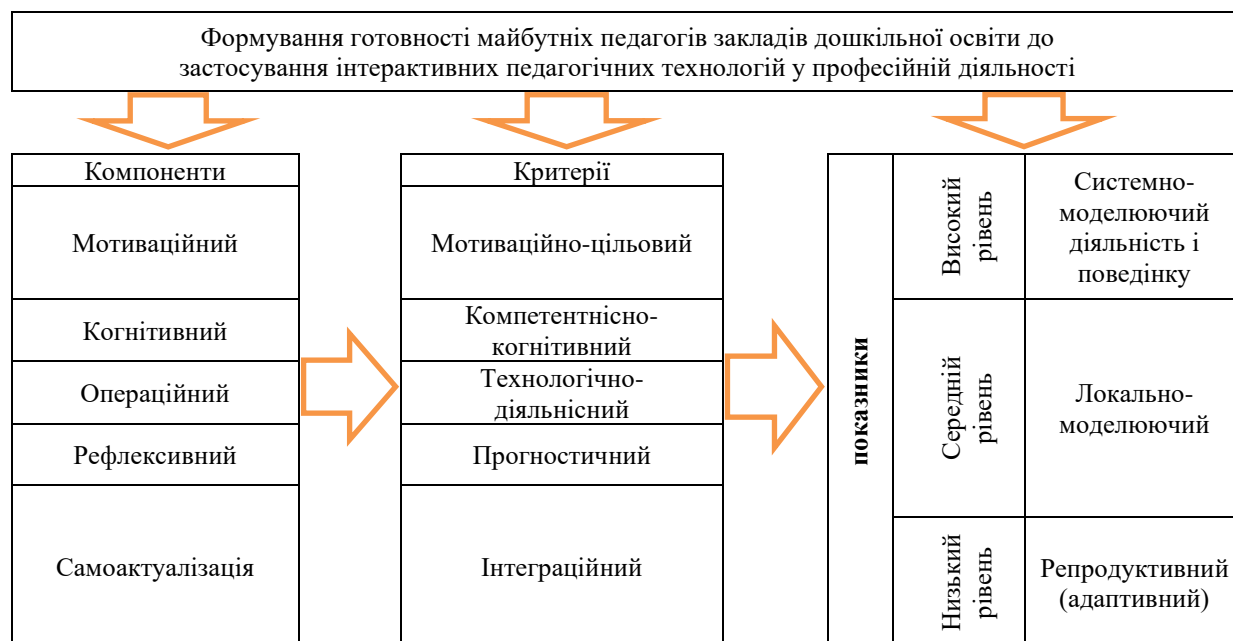 Формування готовності майбутніх педагогів закладів дошкільної освіти до
застосування інтерактивних педагогічних технологій у професійній діяльності
Компоненти
Мотиваційний
Когнітивний
Операційний
Рефлексивний
Самоактуалізація
Критерії
Мотиваційно-цільовий
Компетентнісно-
когнітивний
Технологічно-
діяльнісний
Прогностичний
Інтеграційний
показники
Високий
рівень
Системно-
моделюючий
діяльність і
поведінку
Середній
рівень
Локально-
моделюючий
Низький
рівень
Репродуктивний
(адаптивний)